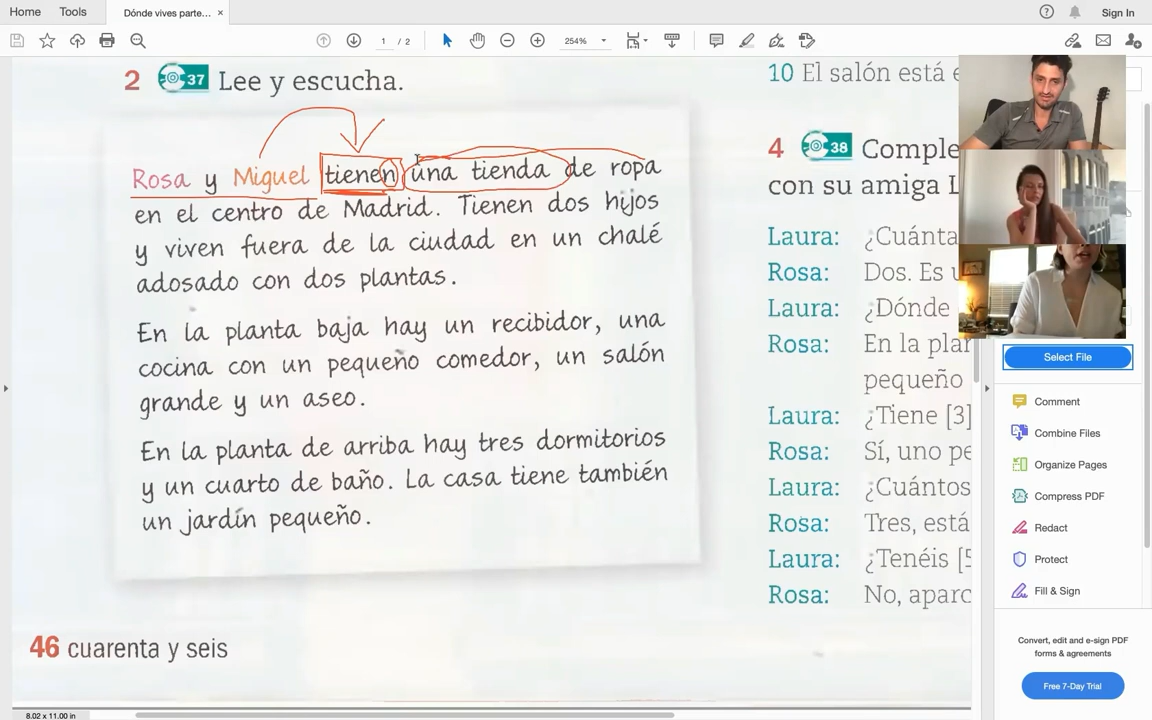 Home Tools Dónde vives parte... × Sign In
1 / 2 254%
2 37 Lee y escucha.
Rosa y Miguel tienen una tienda de ropa
en el centro de Madrid. Tienen dos hijos
y viven fuera de la ciudad en un chalé
adosado con dos plantas.
En la planta baja hay un recibidor, una
cocina con un pequeño comedor, un salón
grande y un aseo.
En la planta de arriba hay tres dormitorios
y un cuarto de baño. La casa tiene también
un jardín pequeño.
46 cuarenta y seis
10 El salón está
4 38
con su amiga
Laura: ¿
Rosa: Dos. Es
Laura: ¿Dónde
Rosa: En la
pequeño
Laura: ¿Tiene [3]
Rosa: Sí, uno
Laura: ¿Cuántos
Rosa: Tres, está
Laura: ¿Tenéis
Rosa: No,
Select File
Comment
Combine Files
Organize Pages
Compress PDF
Redact
Protect
Fill & Sign
Convert, edit and e-sign PDF
forms & agreements
Free 7-Day Trial
8.02 x 11.00 in